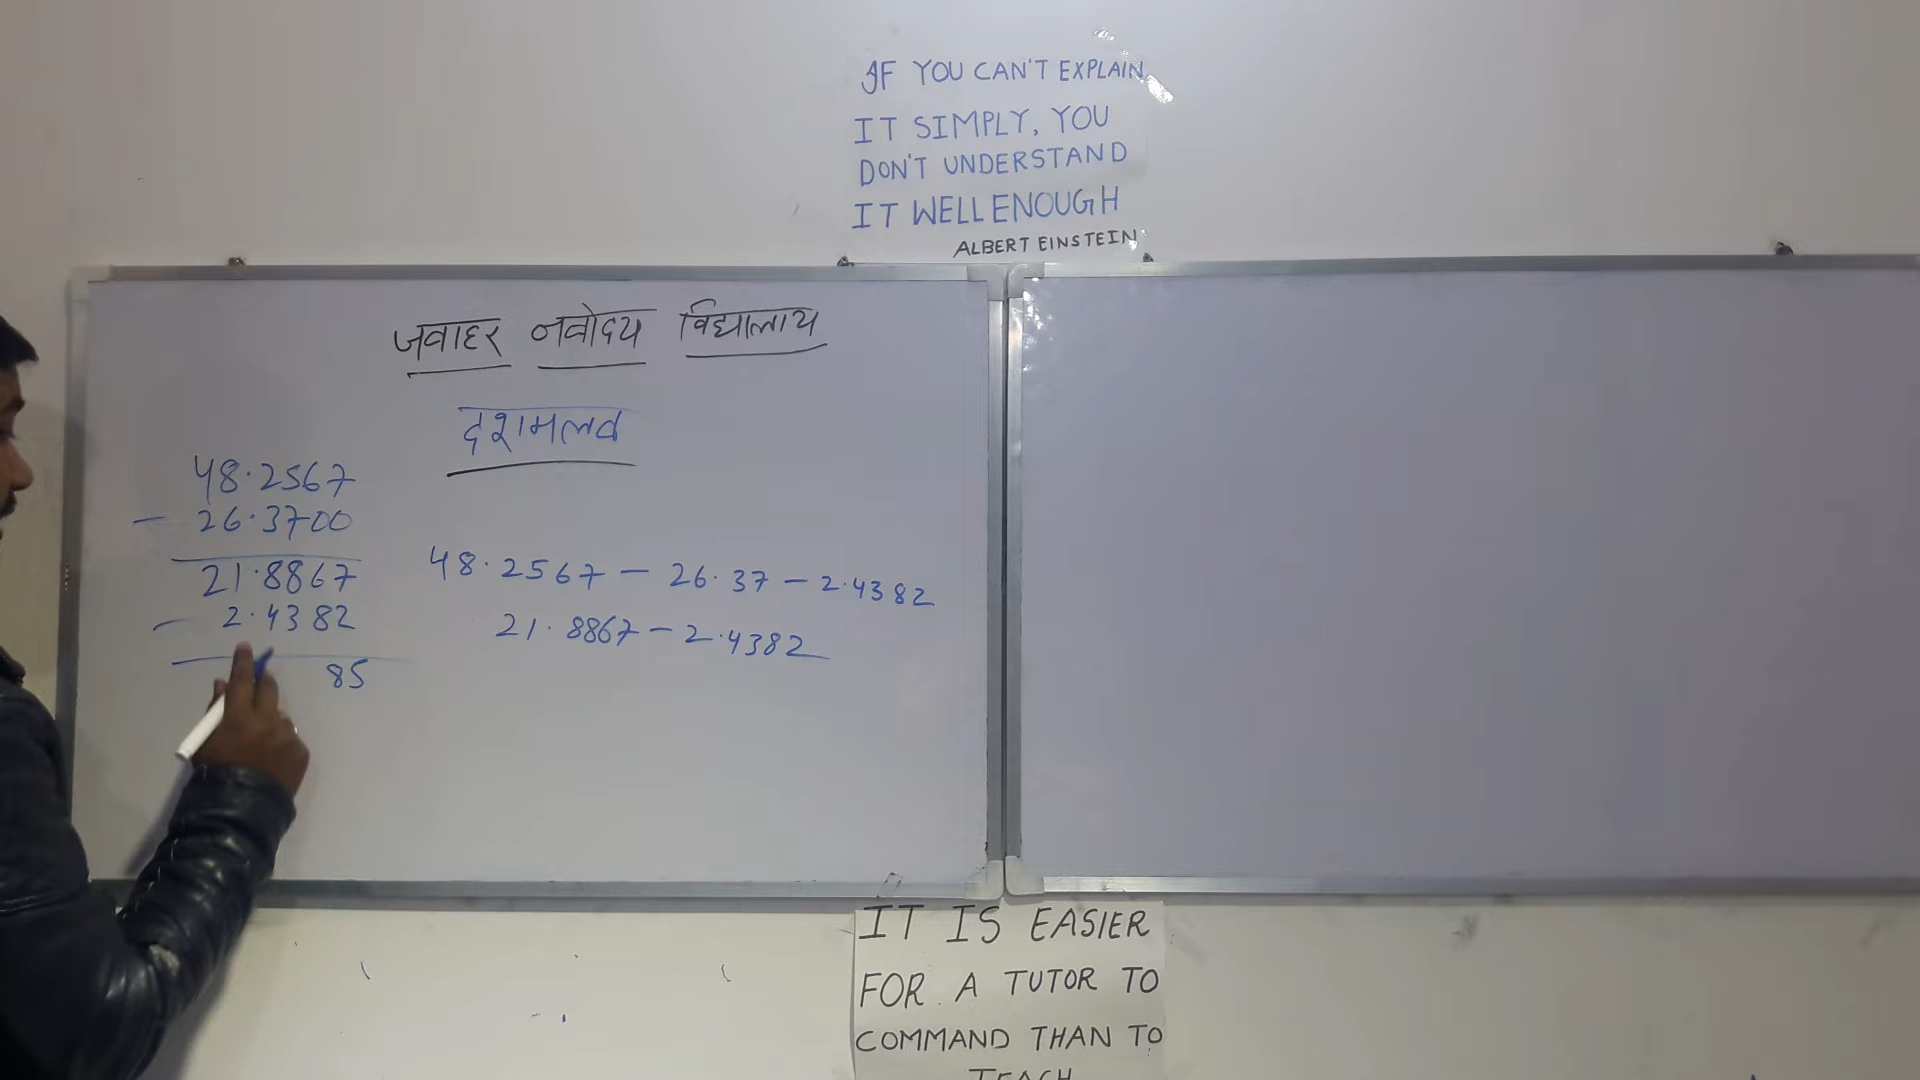 IF YOU CAN'T EXPLAIN
IT SIMPLY, YOU
DON'T UNDERSTAND
IT WELL ENOUGH
ALBERT EINSTEIN
जवाहर नवोदय विद्यालाय
दशमलव
48.2567
- 26.3700
21.8867
- 2.4382
85
48.2567 - 26.37 - 2.4382
21.8867 - 2.4382
IT IS EASIER
FOR A TUTOR TO
COMMAND THAN TO
TEACH